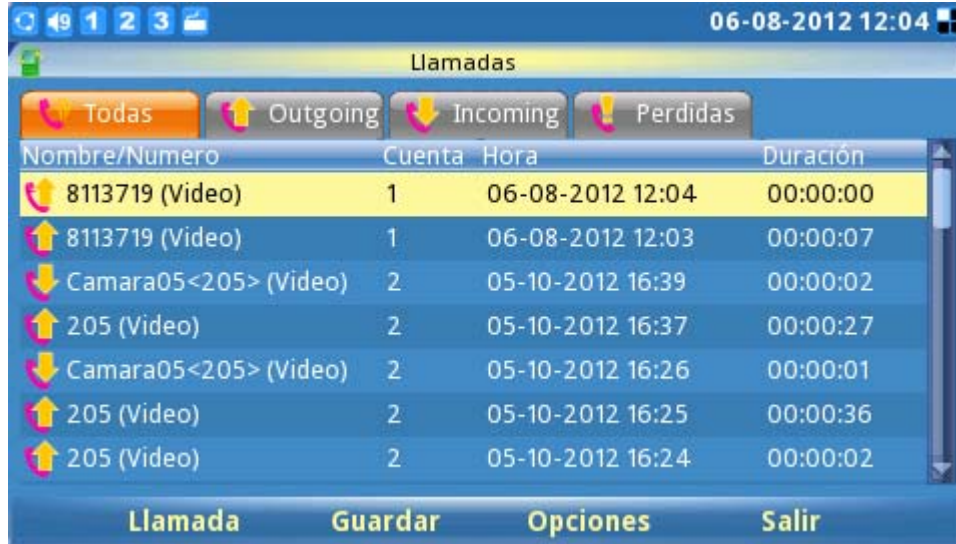 49 1 2 3 06-08-2012 12:04
Llamadas
Todas Outgoing Incoming Perdidas
Nombre/Numero Cuenta Hora Duración
8113719 (Video) 1 06-08-2012 12:04 00:00:00
8113719 (Video) 1 06-08-2012 12:03 00:00:07
Camara05<205> (Video) 2 05-10-2012 16:39 00:00:02
205 (Video) 2 05-10-2012 16:37 00:00:27
Camara05<205> (Video) 2 05-10-2012 16:26 00:00:01
205 (Video) 2 05-10-2012 16:25 00:00:36
205 (Video) 2 05-10-2012 16:24 00:00:02
Llamada Guardar Opciones Salir